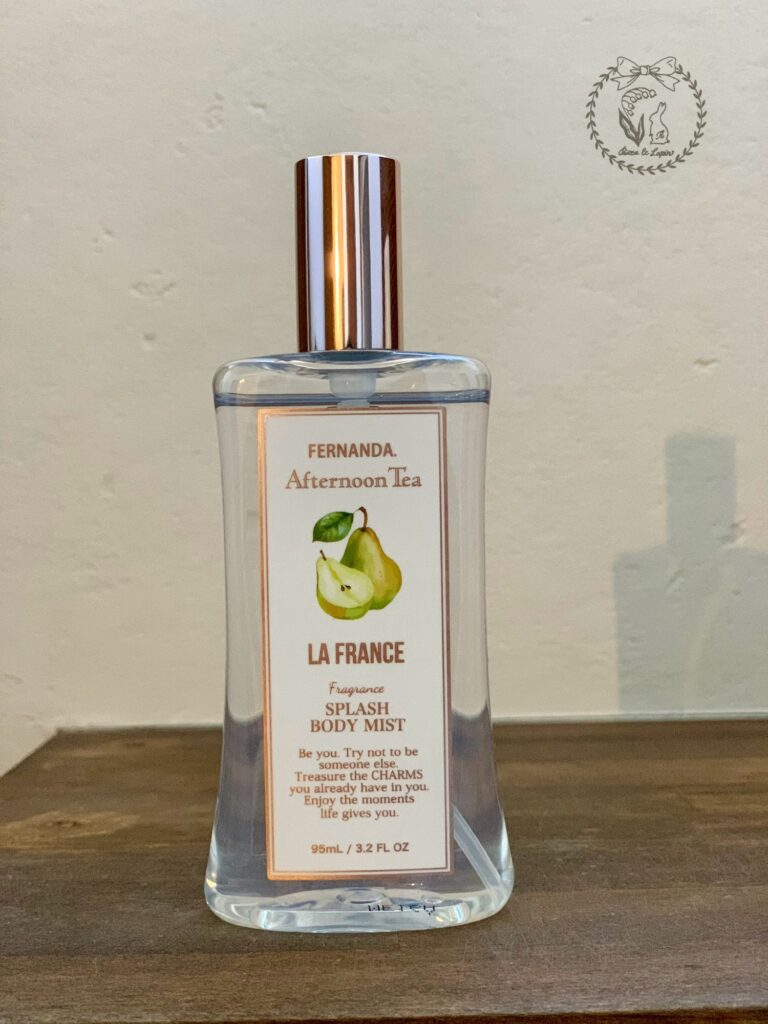 FERNANDA.
Afternoon Tea
LA FRANCE
Fragrance
SPLASH
BODY MIST
Be you. Try not to be
someone else.
Treasure the CHARMS
you already have in you.
Enjoy the moments
life gives you.
95mL / 3.2 FL OZ